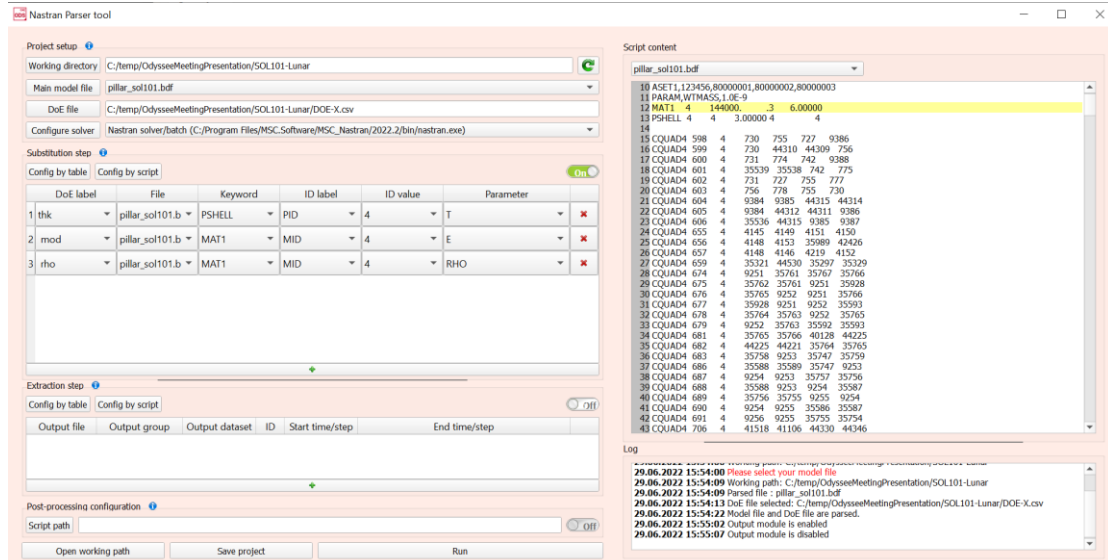 Nastran Parser tool
Project setup
Working directory C:/temp/OdysseeMeetingPresentation/SOL101-Lunar
Main model file pillar_sol101.bdf
DoE file C:/temp/OdysseeMeetingPresentation/SOL101-Lunar/DOE-X.csv
Configure solver Nastran solver/batch (C:/Program Files/MSC.Software/MSC_Nastran/2022.2/bin/nastran.exe)
Substitution step
Config by table Config by script On
DoE label File Keyword ID label ID value Parameter
1 thk pillar_sol101.b PSHELL PID 4 T
2 mod pillar_sol101.b MAT1 MID 4 E
3 rho pillar_sol101.b MAT1 MID 4 RHO
Extraction step
Config by table Config by script Off
Output file Output group Output dataset ID Start time/step End time/step
Post-processing configuration
Script path Off
Open working path Save project Run
Script content
pillar_sol101.bdf
10 ASET1,123456,80000001,80000002,80000003
11 PARAM,WTMASS,1.0E-9
12 MAT1 4 144000. .3 6.00000
13 PSHELL 4 4 3.00000 4 4
14
15 CQUAD4 598 4 730 755 727 9386
16 CQUAD4 599 4 730 44310 44309 756
17 CQUAD4 600 4 731 774 742 9388
18 CQUAD4 601 4 35539 35538 742 775
19 CQUAD4 602 4 731 727 755 777
20 CQUAD4 603 4 756 778 755 730
21 CQUAD4 604 4 9384 9385 44315 44314
22 CQUAD4 605 4 9384 44312 44311 9386
23 CQUAD4 606 4 35536 44315 9385 9387
24 CQUAD4 655 4 4145 4149 4151 4150
25 CQUAD4 656 4 4148 4153 35989 42426
26 CQUAD4 657 4 4148 4146 4219 4152
27 CQUAD4 659 4 35321 44530 35297 35329
28 CQUAD4 674 4 9251 35761 35767 35766
29 CQUAD4 675 4 35762 35761 9251 35928
30 CQUAD4 676 4 35765 9252 9251 35766
31 CQUAD4 677 4 35928 9251 9252 35593
32 CQUAD4 678 4 35764 35763 9252 35765
33 CQUAD4 679 4 9252 35763 35592 35593
34 CQUAD4 681 4 35765 35766 40128 44225
35 CQUAD4 682 4 44225 44221 35764 35765
36 CQUAD4 683 4 35758 9253 35747 35759
37 CQUAD4 686 4 35588 35589 35747 9253
38 CQUAD4 687 4 9254 9253 35757 35756
39 CQUAD4 688 4 35588 9253 9254 35587
40 CQUAD4 689 4 35756 35755 9255 9254
41 CQUAD4 690 4 9254 9255 35586 35587
42 CQUAD4 691 4 9256 9255 35755 35754
43 CQUAD4 706 4 41518 41106 44330 44346
Log
29.06.2022 15:54:00 Please select your model file
29.06.2022 15:54:09 Working path: C:/temp/OdysseeMeetingPresentation/SOL101-Lunar
29.06.2022 15:54:09 Parsed file : pillar_sol101.bdf
29.06.2022 15:54:13 DoE file selected: C:/temp/OdysseeMeetingPresentation/SOL101-Lunar/DOE-X.csv
29.06.2022 15:54:22 Model file and DoE file are parsed.
29.06.2022 15:55:02 Output module is enabled
29.06.2022 15:55:07 Output module is disabled